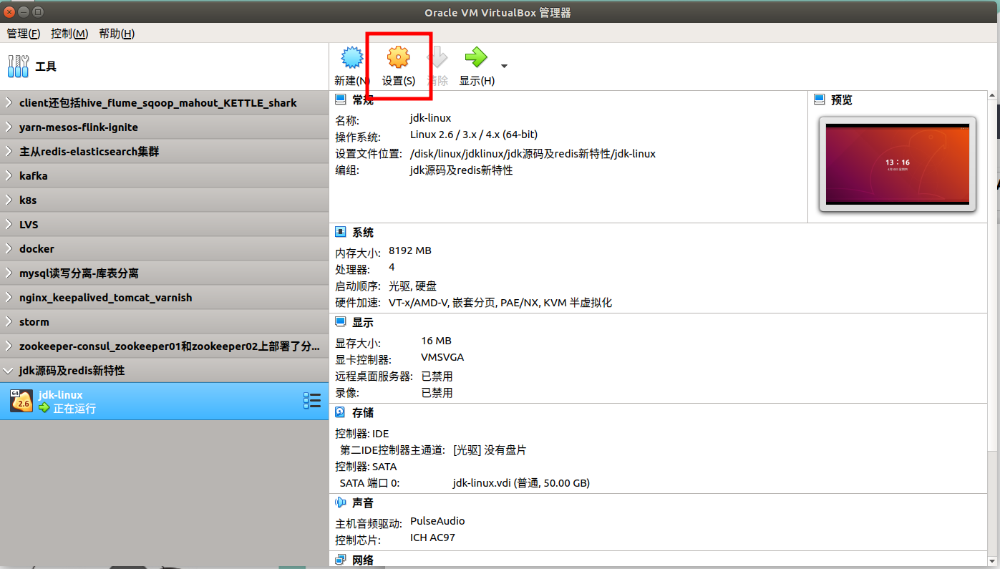 Oracle VM VirtualBox 管理器
管理(F) 控制(M) 帮助(H)
工具
新建(N) 设置(S) 清除 显示(H)
client还包括hive_flume_sqoop_mahout_KETTLE_shark
yarn-mesos-flink-ignite
主从redis-elasticsearch集群
kafka
k8s
LVS
docker
mysql读写分离-库表分离
nginx_keepalived_tomcat_varnish
storm
zookeeper-consul_zookeeper01和zookeeper02上部署了分...
jdk源码及redis新特性
64
2.6
jdk-linux
正在运行
常规
名称: jdk-linux
操作系统: Linux 2.6 / 3.x / 4.x (64-bit)
设置文件位置: /disk/linux/jdklinux/jdk源码及redis新特性/jdk-linux
编组: jdk源码及redis新特性
预览
13：16
系统
内存大小: 8192 MB
处理器: 4
启动顺序: 光驱, 硬盘
硬件加速: VT-x/AMD-V, 嵌套分页, PAE/NX, KVM 半虚拟化
显示
显存大小: 16 MB
显卡控制器: VMSVGA
远程桌面服务器: 已禁用
录像: 已禁用
存储
控制器: IDE
第二IDE控制器主通道: [光驱] 没有盘片
控制器: SATA
SATA 端口 0: jdk-linux.vdi (普通, 50.00 GB)
声音
主机音频驱动: PulseAudio
控制芯片: ICH AC97
网络